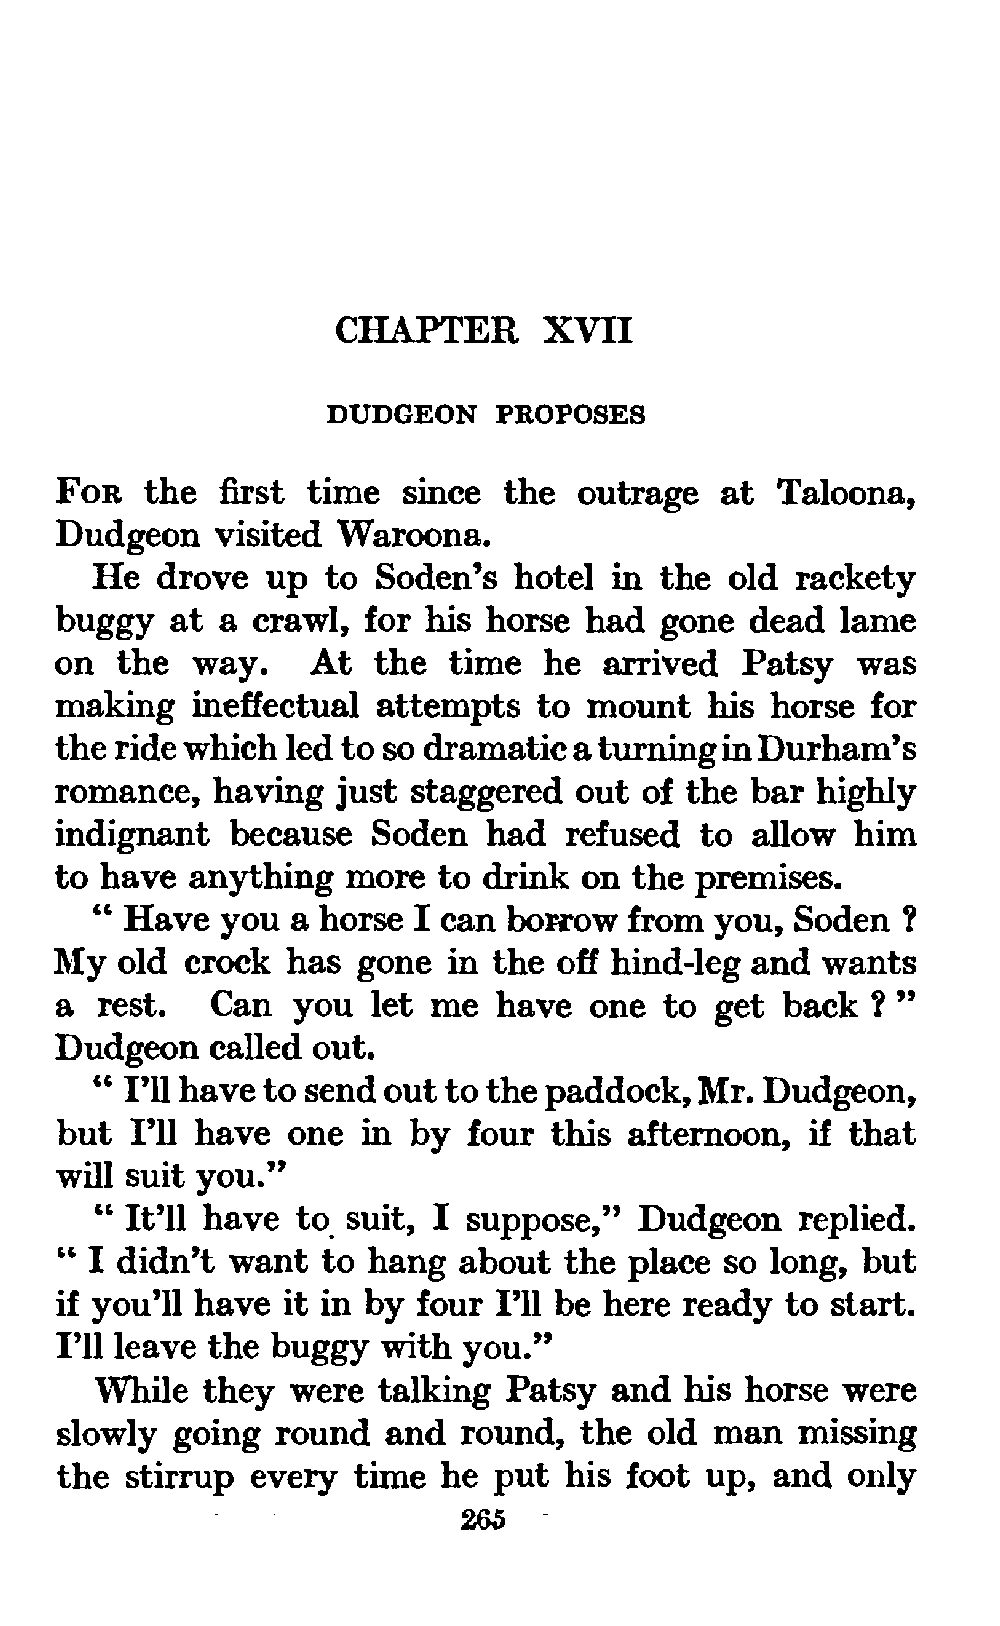 CHAPTER XVII
DUDGEON PROPOSES
FOR the first time since the outrage at Taloona,
Dudgeon visited Waroona.
He drove up to Soden's hotel in the old rackety
buggy at a crawl, for his horse had gone dead lame
on the way. At the time he arrived Patsy was
making ineffectual attempts to mount his horse for
the ride which led to so dramatic a turning in Durham's
romance, having just staggered out of the bar highly
indignant because Soden had refused to allow him
to have anything more to drink on the premises.
" Have you a horse I can borrow from you, Soden ?
My old crock has gone in the off hind-leg and wants
a rest. Can you let me have one to get back ? "
Dudgeon called out.
" I'll have to send out to the paddock, Mr. Dudgeon,
but I'll have one in by four this afternoon, if that
will suit you."
" It'll have to suit, I suppose," Dudgeon replied.
" I didn't want to hang about the place so long, but
if you'll have it in by four I'll be here ready to start.
I'll leave the buggy with you."
While they were talking Patsy and his horse were
slowly going round and round, the old man missing
the stirrup every time he put his foot up, and only
265